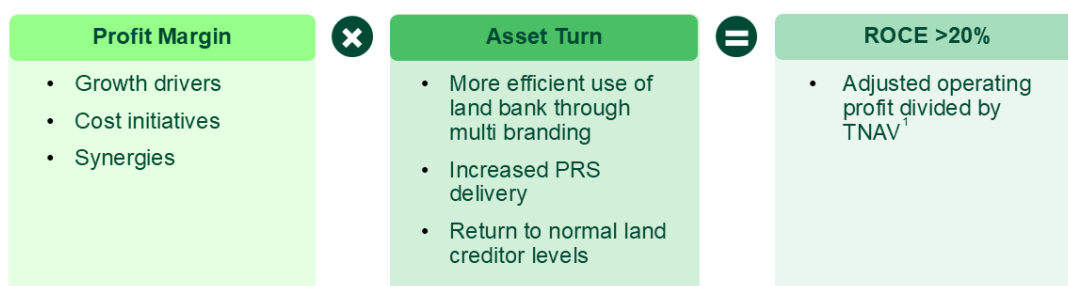 Profit Margin
• Growth drivers
• Cost initiatives
• Synergies
×
Asset Turn
• More efficient use of
land bank through
multi branding
• Increased PRS
delivery
• Return to normal land
creditor levels
=
ROCE >20%
• Adjusted operating
profit divided by
TNAV¹